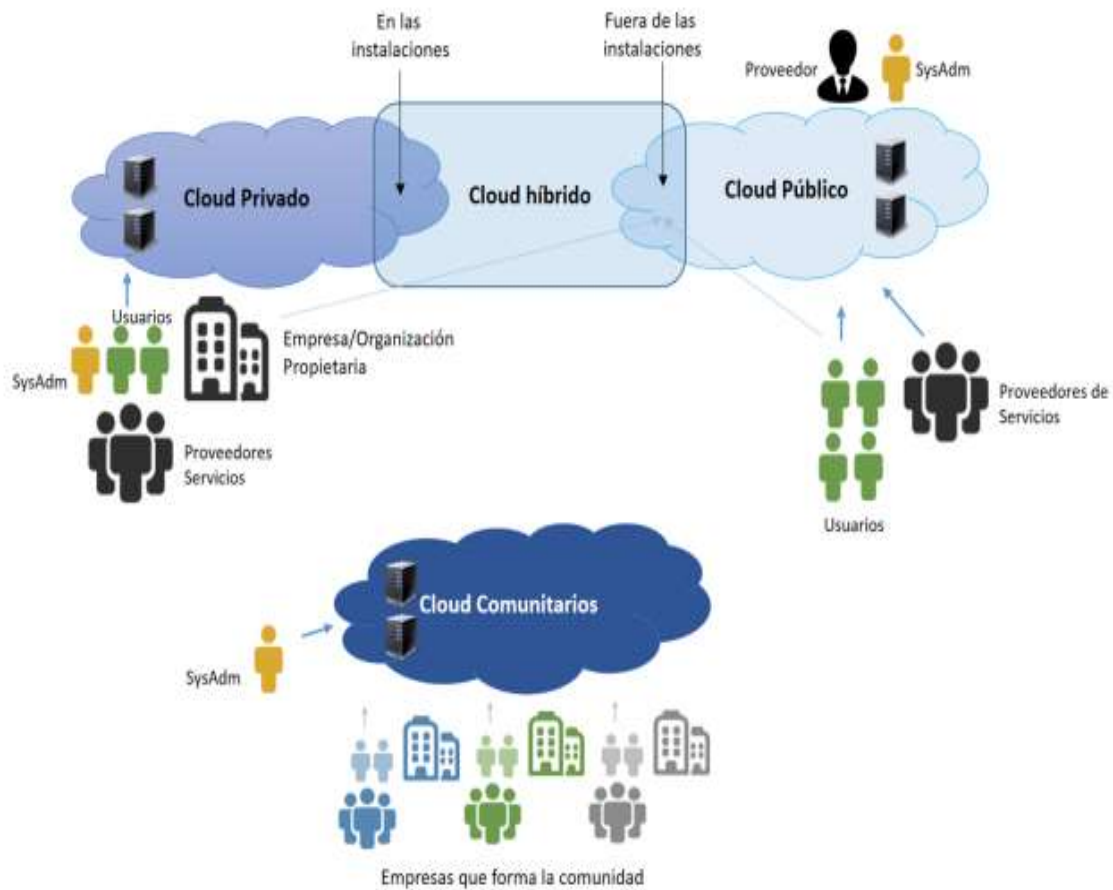 En las
instalaciones
Fuera de las
instalaciones
Proveedor
SysAdm
Cloud Privado
Cloud híbrido
Cloud Público
Usuarios
SysAdm
Empresa/Organización
Propietaria
Proveedores
Servicios
Proveedores de
Servicios
Usuarios
Cloud Comunitarios
SysAdm
Empresas que forma la comunidad